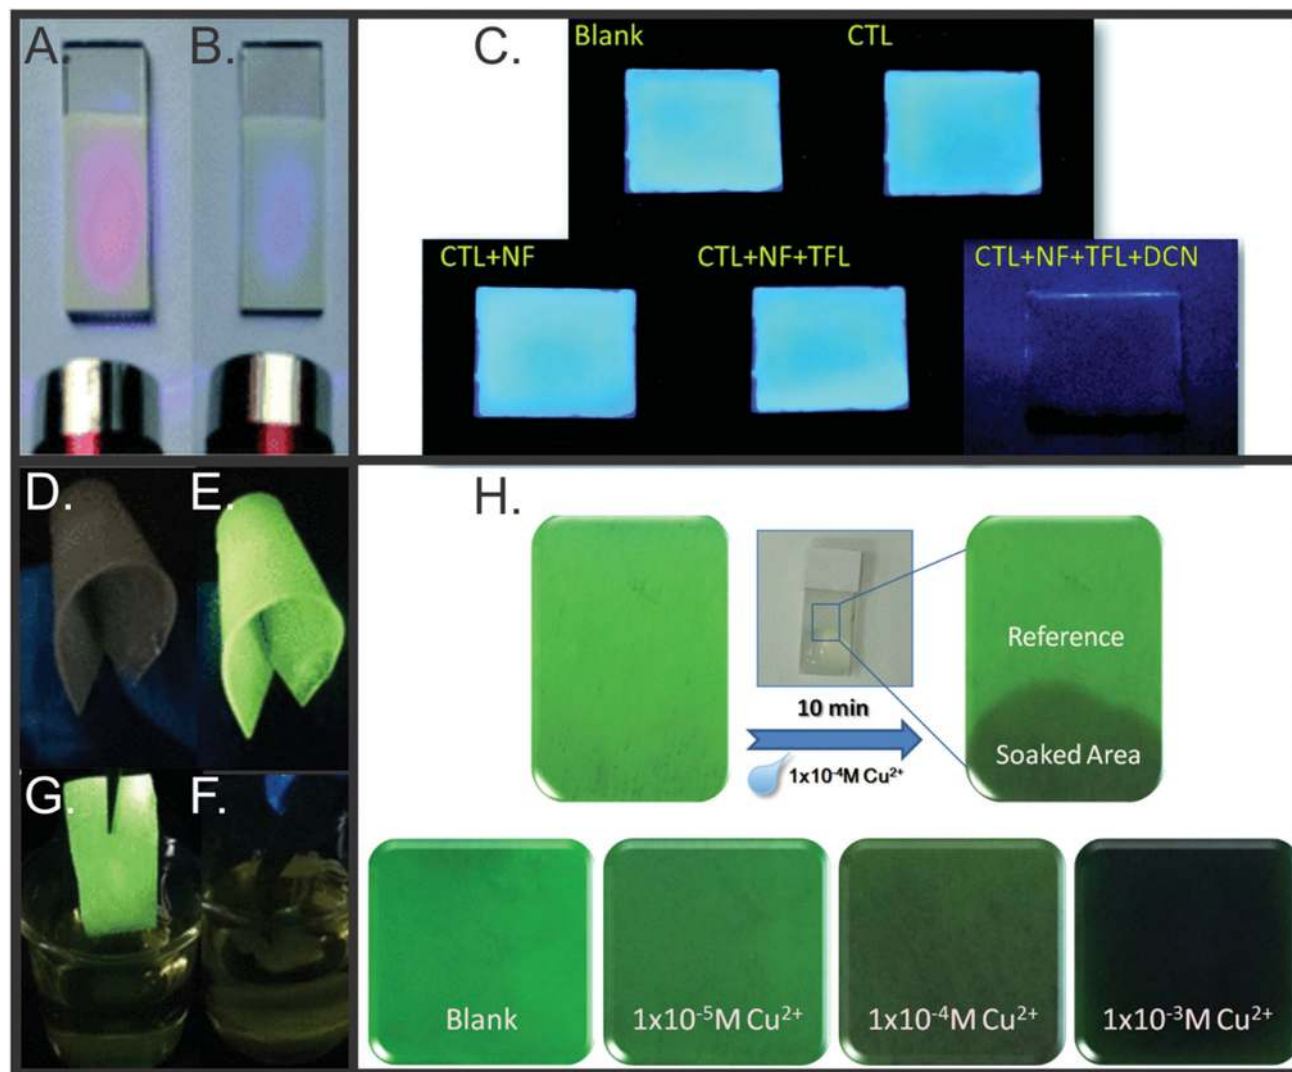 A
B.
C.
Blank
CTL
CTL+NF
CTL+NF+TFL
CTL+NF+TFL+DCN
D.
E.
G.
F.
H.
10 min
1x10⁻⁴M Cu²⁺
Reference
Soaked Area
Blank
1x10⁻⁵M Cu²⁺
1x10⁻⁴M Cu²⁺
1x10⁻³M Cu²⁺